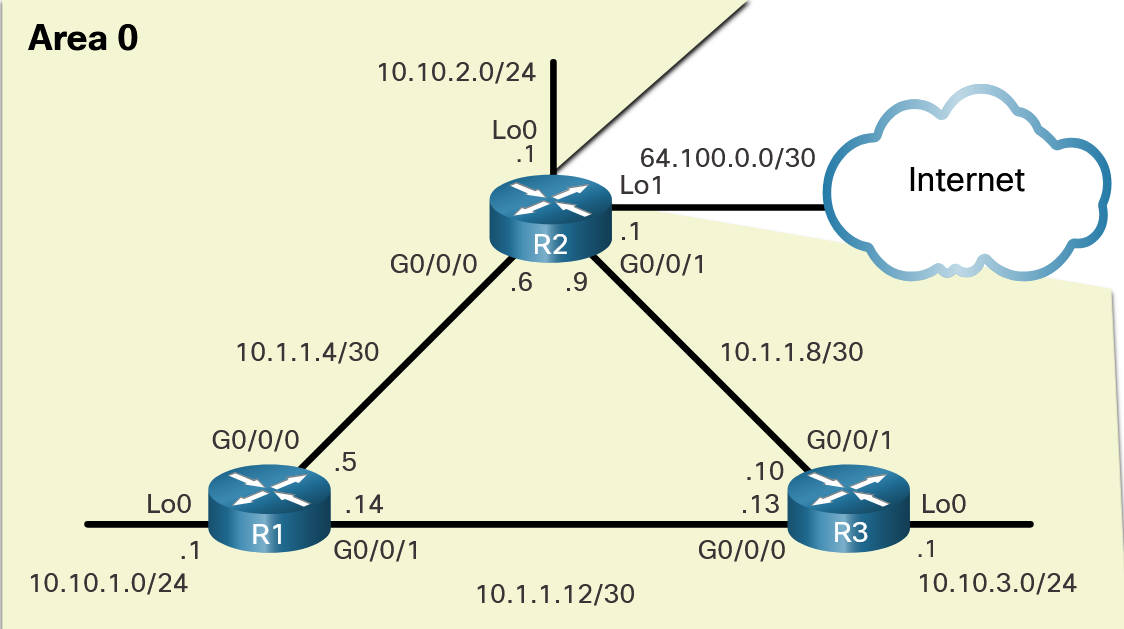 Area 0
10.10.2.0/24
Lo0
.1
64.100.0.0/30
Lo1
Internet
R2
.1
G0/0/0
G0/0/1
.6
.9
10.1.1.4/30
10.1.1.8/30
G0/0/0
G0/0/1
.5
.10
Lo0
.14
.13
Lo0
R1
R3
.1
G0/0/1
G0/0/0
.1
10.10.1.0/24
10.1.1.12/30
10.10.3.0/24